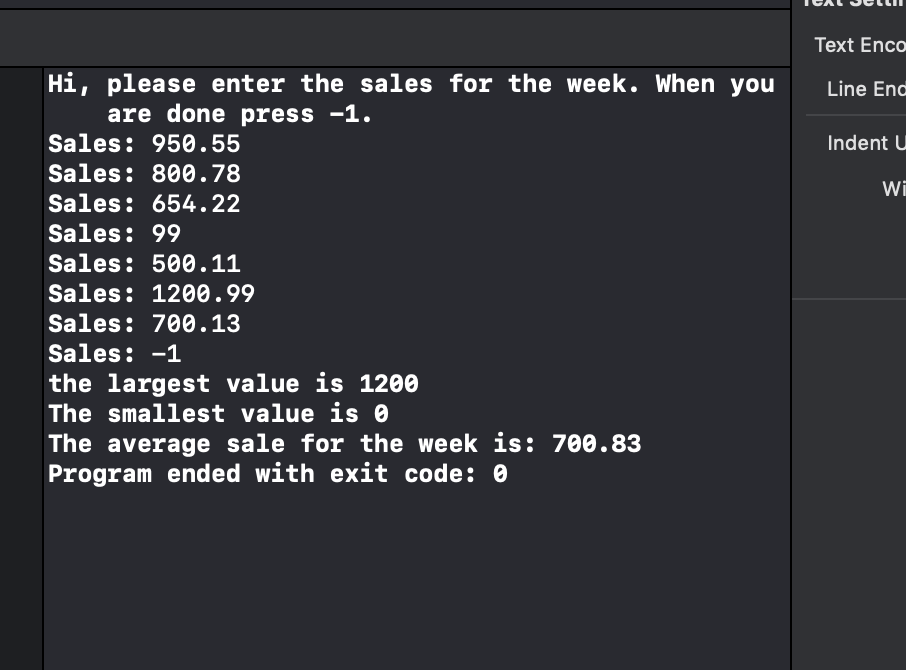 Text Settin
Text Enco
Line End
Indent U
Wi
Hi, please enter the sales for the week. When you
are done press -1.
Sales: 950.55
Sales: 800.78
Sales: 654.22
Sales: 99
Sales: 500.11
Sales: 1200.99
Sales: 700.13
Sales: -1
the largest value is 1200
The smallest value is 0
The average sale for the week is: 700.83
Program ended with exit code: 0